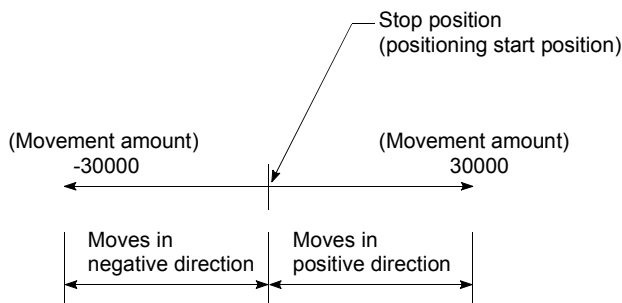 Stop position
(positioning start position)
(Movement amount)
-30000
(Movement amount)
30000
Moves in
negative direction
Moves in
positive direction